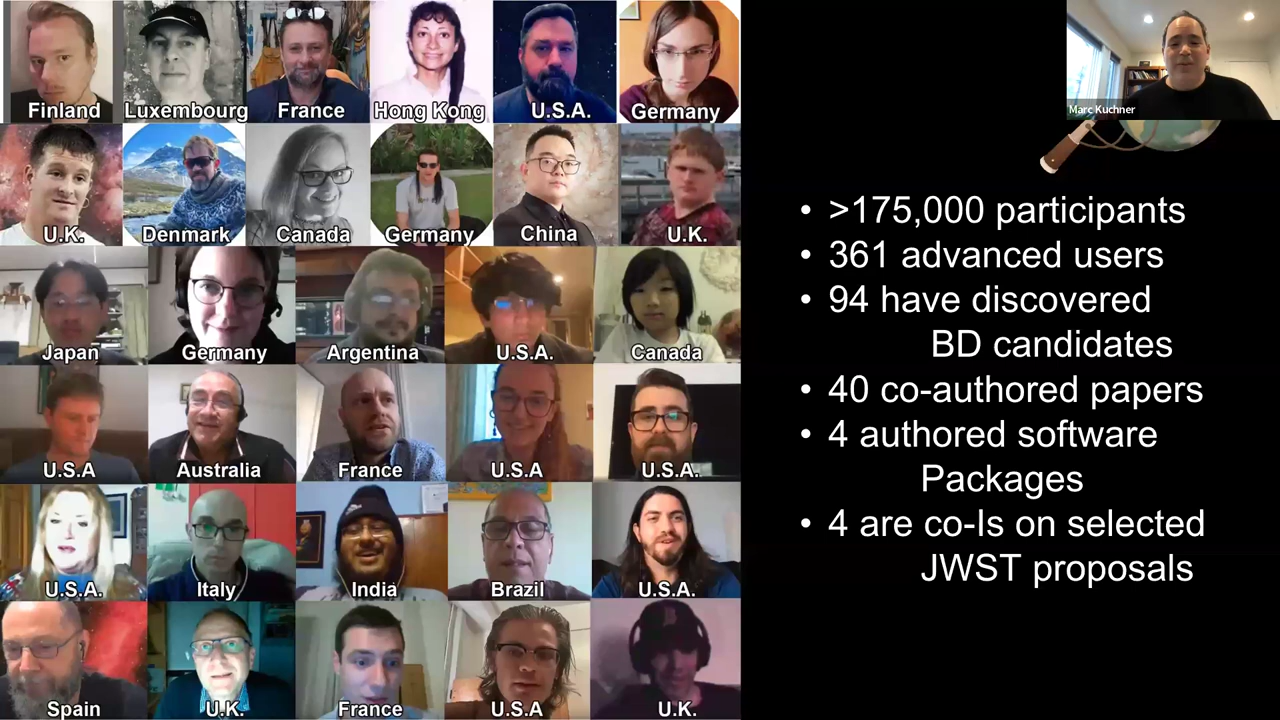 Finland
Luxembourg
France
Hong Kong
U.S.A.
Germany
U.K.
Denmark
Canada
Germany
China
U.K.
Japan
Germany
Argentina
U.S.A.
Canada
U.S.A
Australia
France
U.S.A
U.S.A.
U.S.A.
Italy
India
Brazil
U.S.A.
Spain
U.K.
France
U.S.A
U.K.
Marc Kuchner
• >175,000 participants
• 361 advanced users
• 94 have discovered
BD candidates
• 40 co-authored papers
• 4 authored software
Packages
• 4 are co-Is on selected
JWST proposals